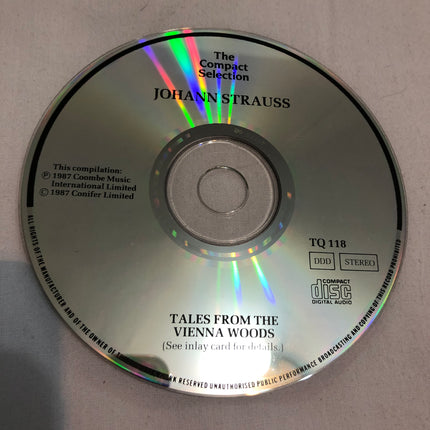 The
Compact
Selection
JOHANN STRAUSS
This compilation:
Ⓟ 1987 Coombe Music
International Limited
© 1987 Conifer Limited
TQ 118
DDD STEREO
COMPACT
disc
DIGITAL AUDIO
TALES FROM THE
VIENNA WOODS
(See inlay card for details.)
ALL RIGHTS OF THE MANUFACTURER AND OF THE OWNER OF
RESERVED UNAUTHORISED PUBLIC PERFORMANCE BROADCASTING AND COPYING OF THIS RECORD PROHIBITED